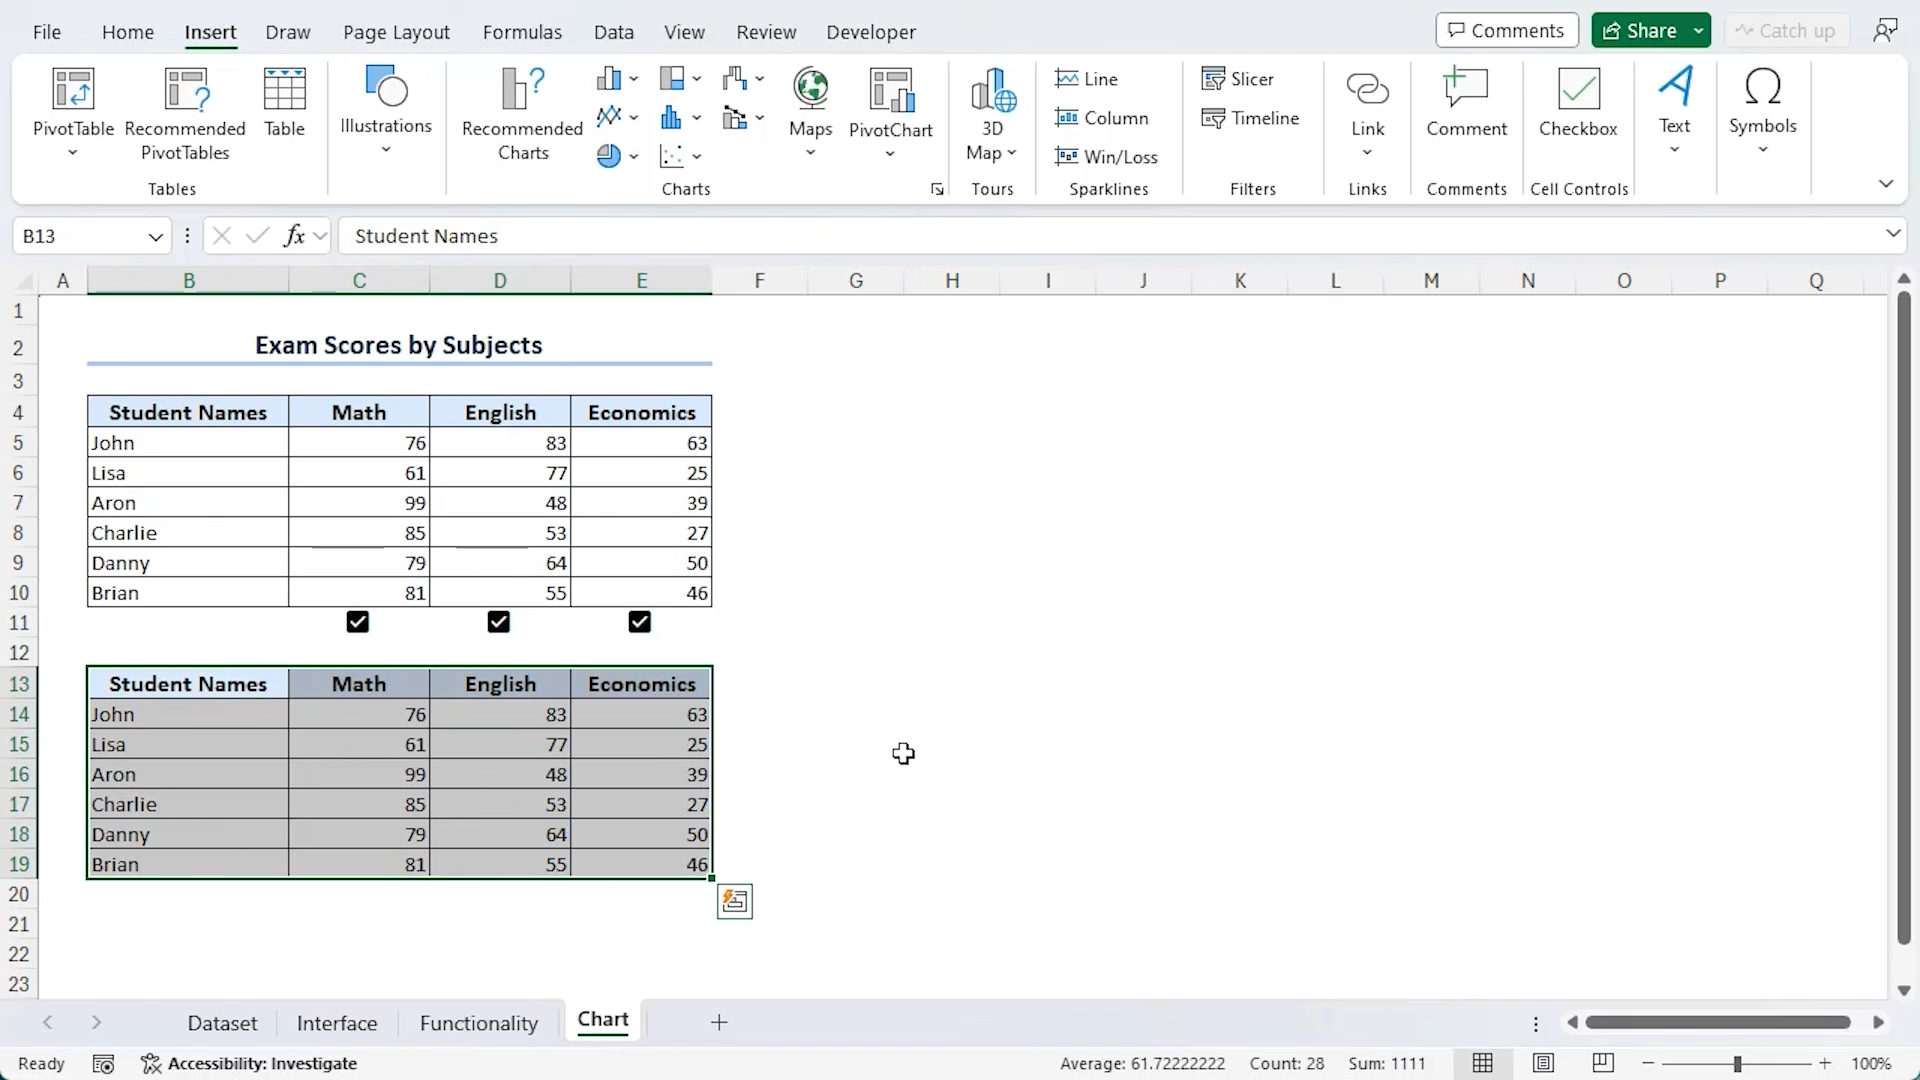 File Home Insert Draw Page Layout Formulas Data View Review Developer Comments Share Catch up
PivotTable Recommended PivotTables Table Illustrations Recommended Charts Maps PivotChart 3D Map Line Column Win/Loss Slicer Timeline Link Comment Checkbox Text Symbols
Tables Charts Tours Sparklines Filters Links Comments Cell Controls
B13 fx Student Names
A B C D E F G H I J K L M N O P Q
1
2 Exam Scores by Subjects
3
4 Student Names Math English Economics
5 John 76 83 63
6 Lisa 61 77 25
7 Aron 99 48 39
8 Charlie 85 53 27
9 Danny 79 64 50
10 Brian 81 55 46
11
12
13 Student Names Math English Economics
14 John 76 83 63
15 Lisa 61 77 25
16 Aron 99 48 39
17 Charlie 85 53 27
18 Danny 79 64 50
19 Brian 81 55 46
20
21
22
23
Dataset Interface Functionality Chart
Ready Accessibility: Investigate Average: 61.72222222 Count: 28 Sum: 1111 100%